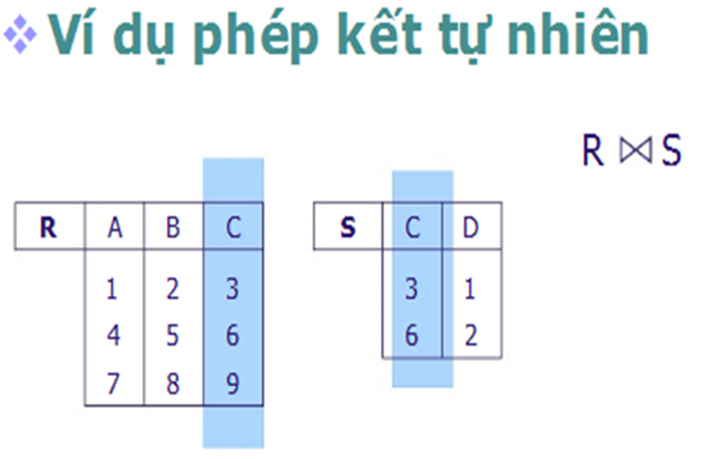 ❖ Ví dụ phép kết tự nhiên
R ⋈ S
R A B C
1 2 3
4 5 6
7 8 9
S C D
3 1
6 2